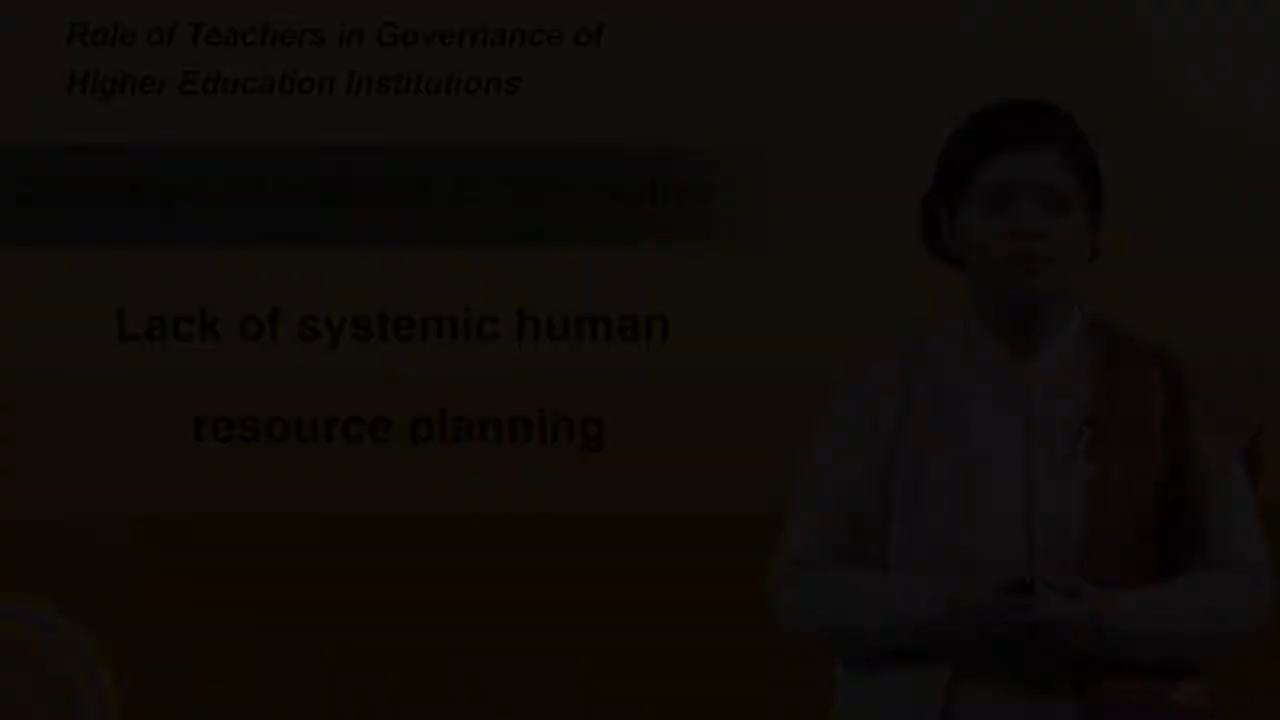 Role of Teachers in Governance of
Higher Education Institutions
Lack of systemic human
resource planning